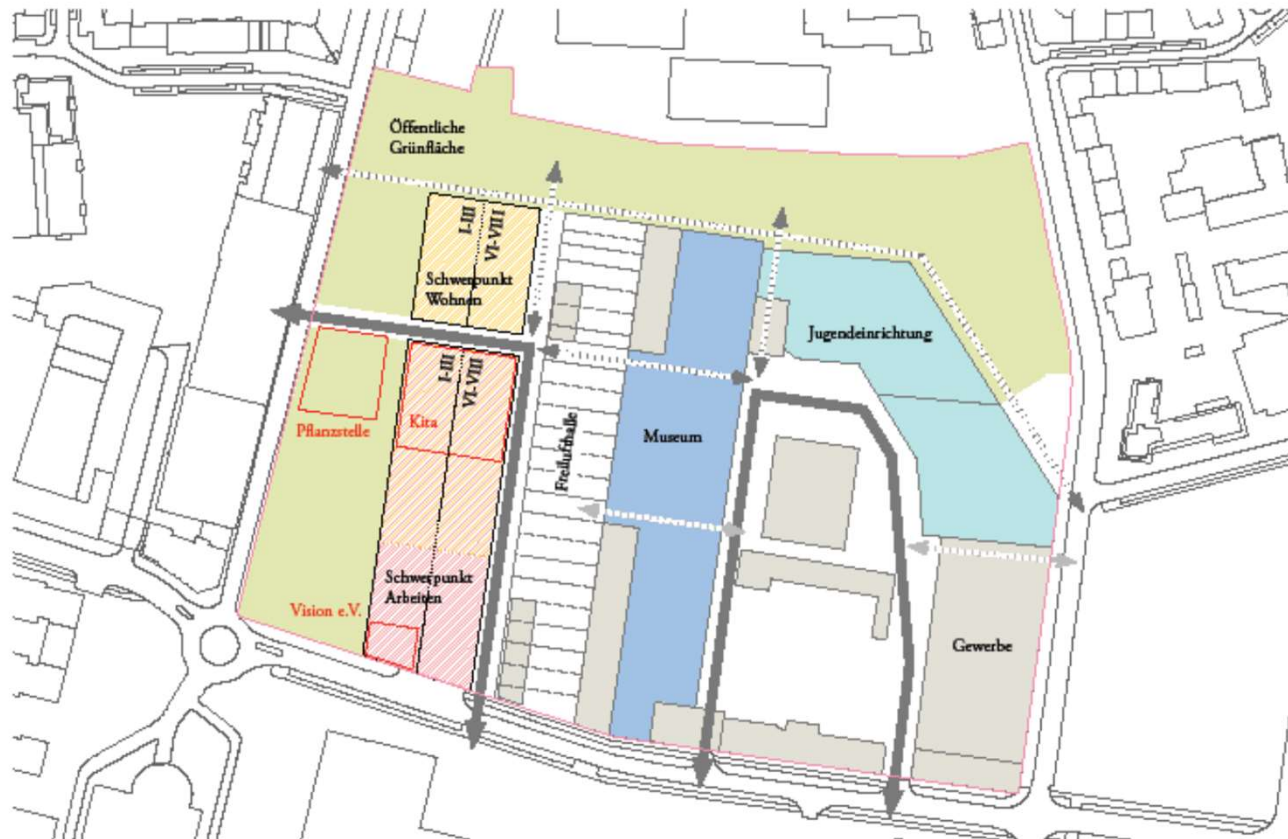 Öffentliche
Grünfläche
I-III
VI-VIII
Schwerpunkt
Wohnen
Jugendeinrichtung
I-III
VI-VIII
Pflanzstelle
Kita
Freilufthalle
Museum
Schwerpunkt
Arbeiten
Vision e.V.
Gewerbe